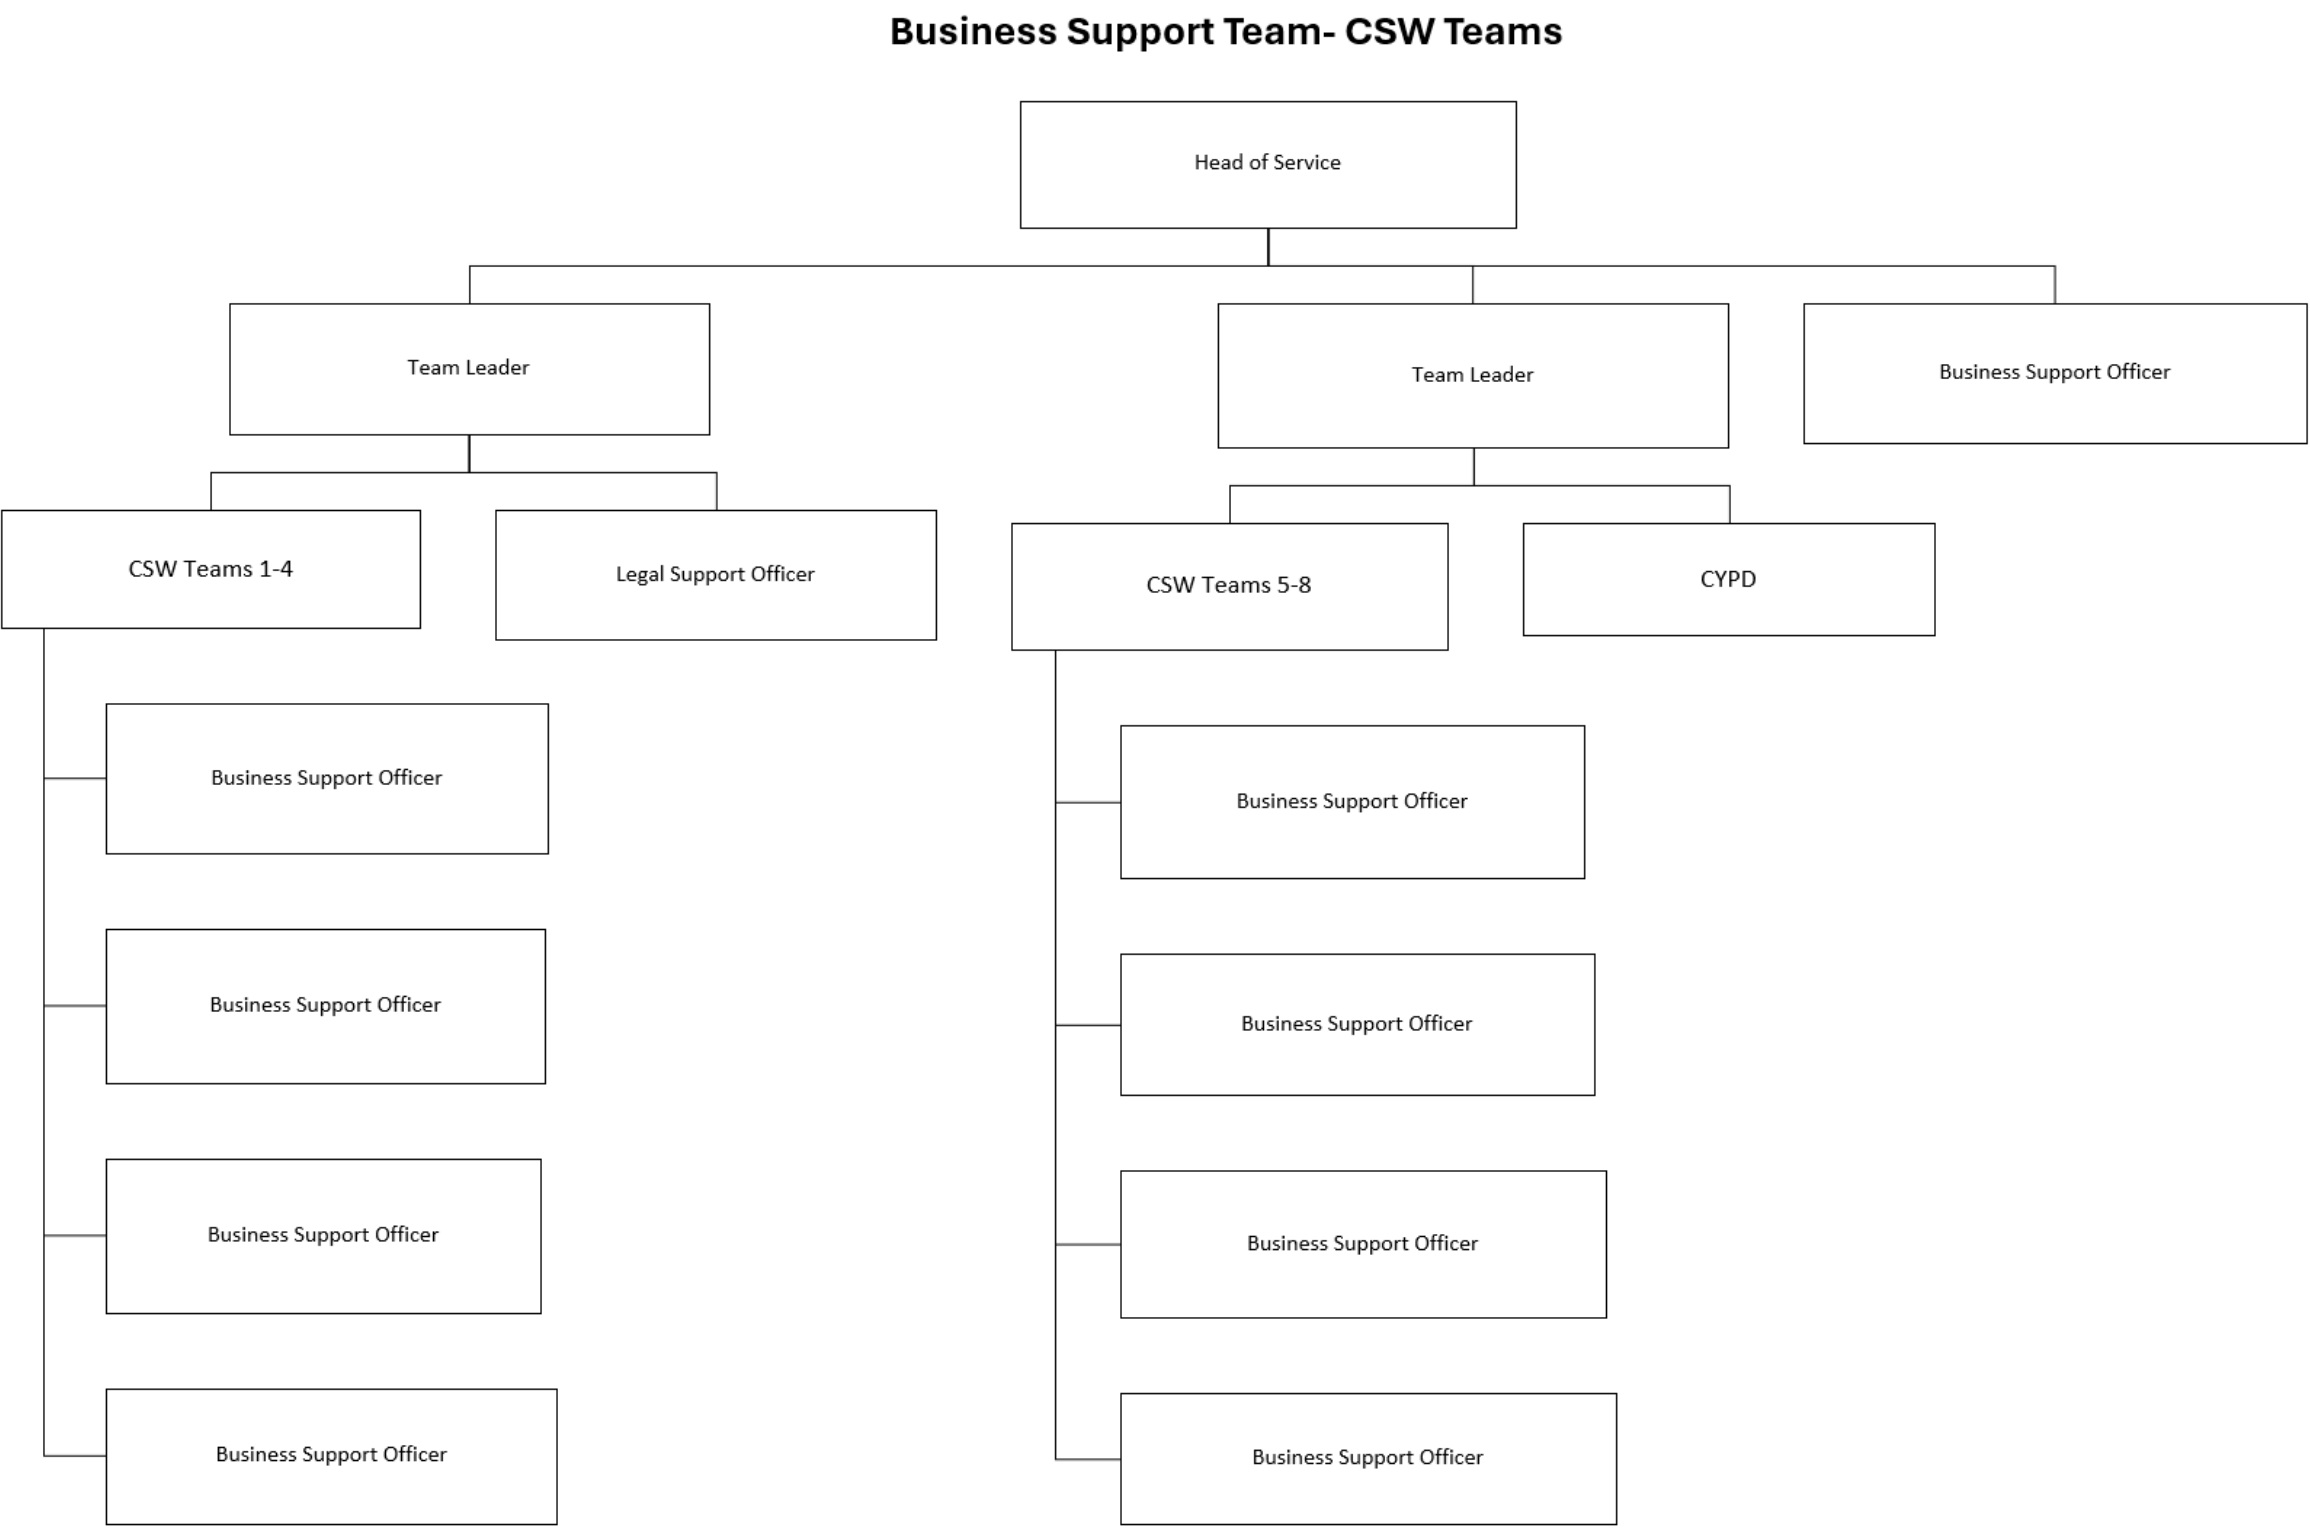 Business Support Team- CSW Teams
Head of Service
Team Leader
Team Leader
Business Support Officer
CSW Teams 1-4
Legal Support Officer
CSW Teams 5-8
CYPD
Business Support Officer
Business Support Officer
Business Support Officer
Business Support Officer
Business Support Officer
Business Support Officer
Business Support Officer
Business Support Officer